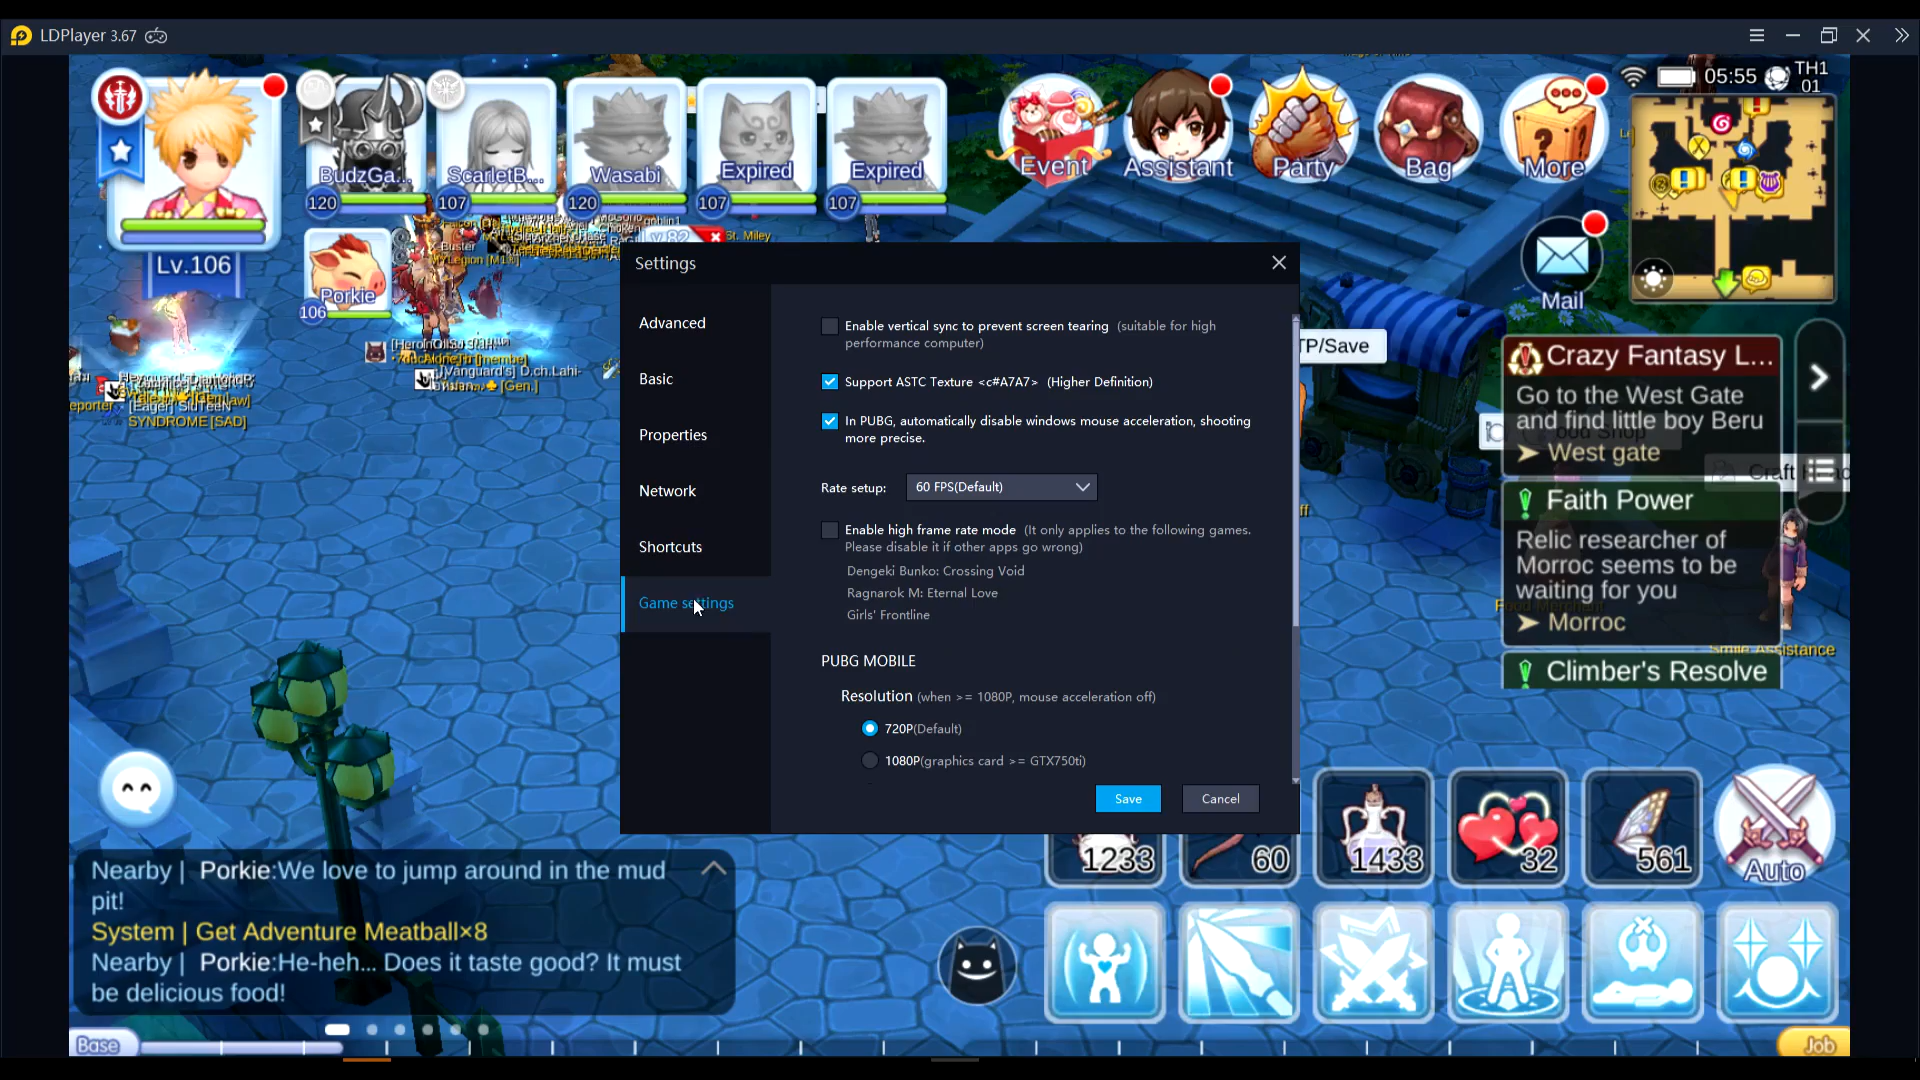 LDPlayer 3.67
05:55
TH1
01
Event
Assistant
Party
Bag
More
BudzGa...
ScarletB...
Wasabi
Expired
Expired
120
107
120
107
107
Lv.106
Porkie
106
Mail
St. Miley
Lv.82
Buster
SYNDROME [SAD]
Settings
Advanced
Basic
Properties
Network
Shortcuts
Game settings
Enable vertical sync to prevent screen tearing (suitable for high
performance computer)
Support ASTC Texture <c#A7A7> (Higher Definition)
In PUBG, automatically disable windows mouse acceleration, shooting
more precise.
Rate setup: 60 FPS(Default)
Enable high frame rate mode (It only applies to the following games.
Please disable it if other apps go wrong)
Dengeki Bunko: Crossing Void
Ragnarok M: Eternal Love
Girls' Frontline
PUBG MOBILE
Resolution (when >= 1080P, mouse acceleration off)
720P(Default)
1080P(graphics card >= GTX750ti)
Save
Cancel
TP/Save
Crazy Fantasy L...
Go to the West Gate
and find little boy Beru
West gate
Faith Power
Relic researcher of
Morroc seems to be
waiting for you
Morroc
Smile Assistance
Climber's Resolve
1233
60
1433
32
561
Auto
Nearby | Porkie:We love to jump around in the mud
pit!
System | Get Adventure Meatball×8
Nearby | Porkie:He-heh... Does it taste good? It must
be delicious food!
Base
Job